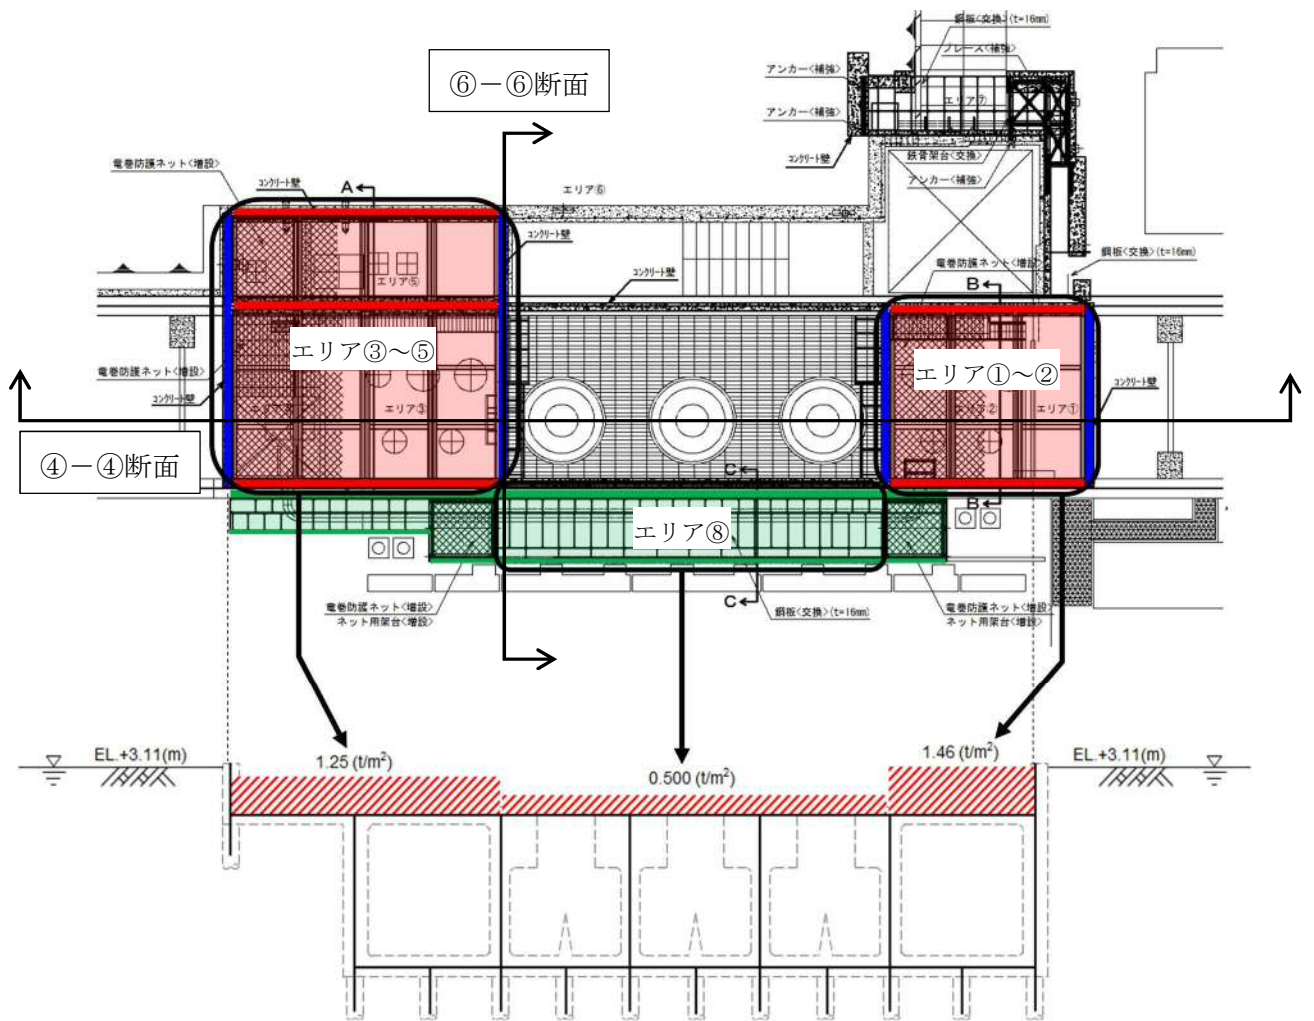 鋼板<交換>(t=16mm)
ブレース<補強>
アンカー<補強>
エリア⑦
アンカー<補強>
コンクリート壁
鉄骨架台<交換>
アンカー<補強>
⑥－⑥断面
竜巻防護ネット<増設>
コンクリート壁
A
エリア⑥
コンクリート壁
鋼板<交換>(t=16mm)
竜巻防護ネット<増設>
コンクリート壁
B
エリア⑤
エリア③～⑤
エリア①～②
竜巻防護ネット<増設>
コンクリート壁
コンクリート壁
エリア③
エリア②
エリア①
④－④断面
C
B
エリア⑧
竜巻防護ネット<増設>
ネット用架台<増設>
C
鋼板<交換>(t=16mm)
竜巻防護ネット<増設>
ネット用架台<増設>
EL.+3.11(m)
1.25 (t/m²)
0.500 (t/m²)
1.46 (t/m²)
EL.+3.11(m)